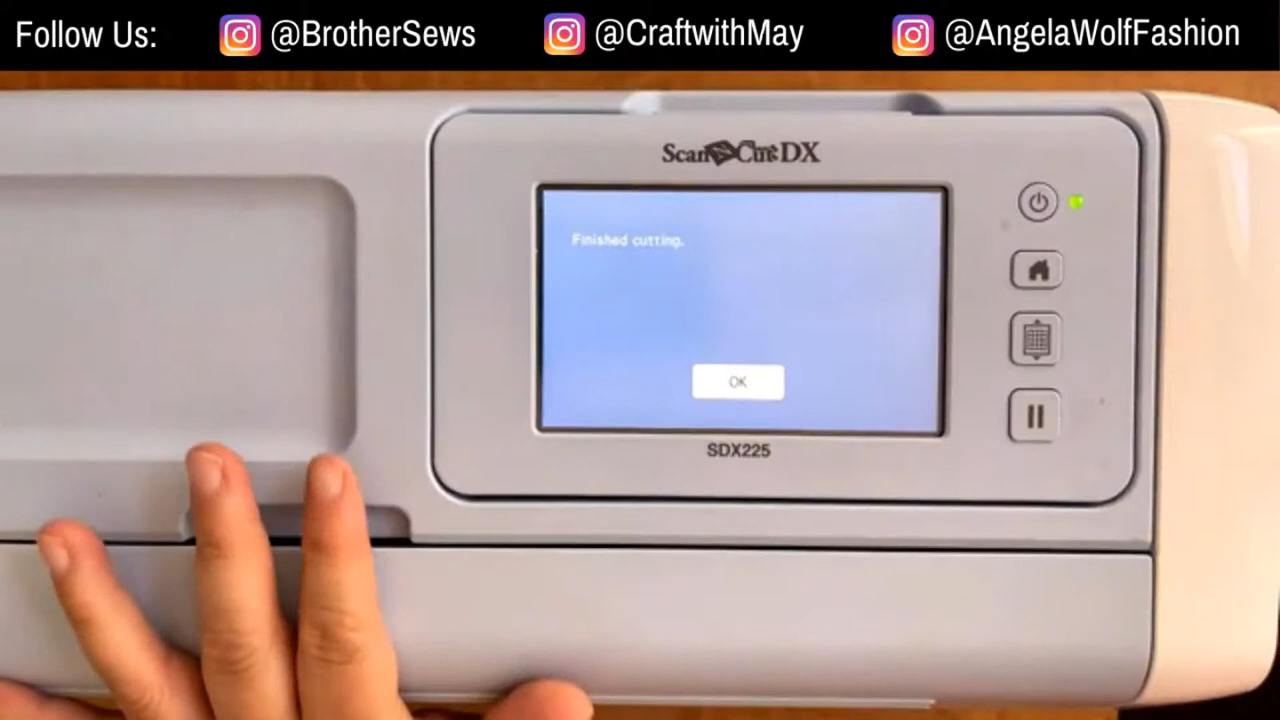 Follow Us: @BrotherSews @CraftwithMay @AngelaWolfFashion
ScanNCut DX
Finished cutting.
OK
SDX225